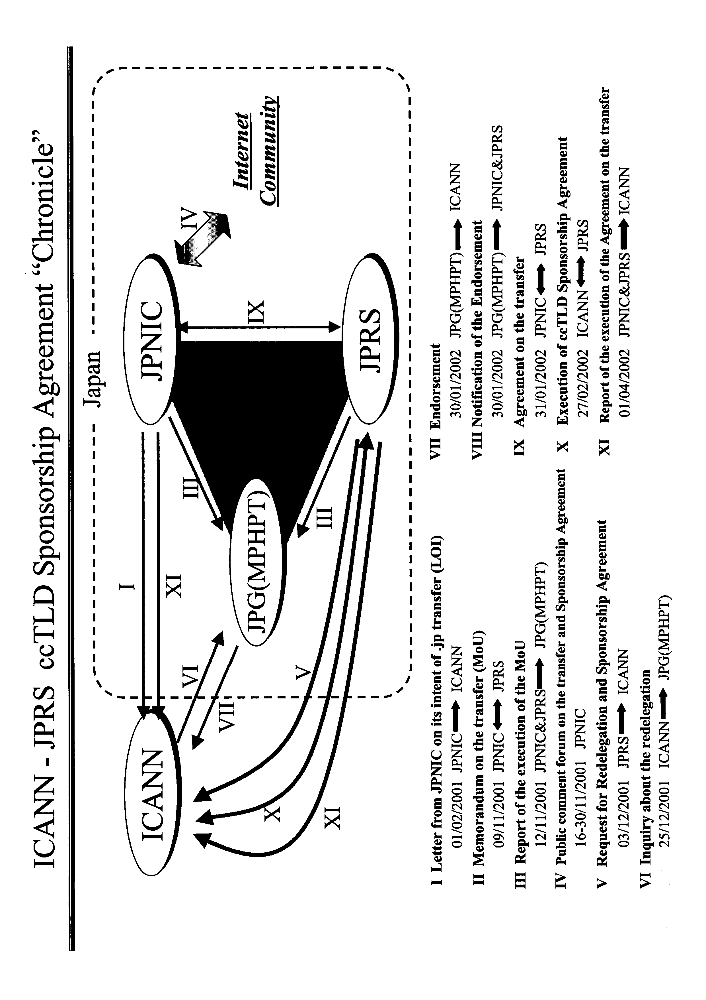 ICANN - JPRS ccTLD Sponsorship Agreement “Chronicle”
Japan
I
XI
ICANN
JPNIC
IV
Internet
Community
VI
VII
III
JPG(MPHPT)
IX
III
V
X
XI
JPRS
I Letter from JPNIC on its intent of .jp transfer (LOI)
01/02/2001 JPNIC ➡ ICANN
II Memorandum on the transfer (MoU)
09/11/2001 JPNIC ↔ JPRS
III Report of the execution of the MoU
12/11/2001 JPNIC&JPRS ➡ JPG(MPHPT)
IV Public comment forum on the transfer and Sponsorship Agreement
16-30/11/2001 JPNIC
V Request for Redelegation and Sponsorship Agreement
03/12/2001 JPRS ➡ ICANN
VI Inquiry about the redelegation
25/12/2001 ICANN ➡ JPG(MPHPT)
VII Endorsement
30/01/2002 JPG(MPHPT) ➡ ICANN
VIII Notification of the Endorsement
30/01/2002 JPG(MPHPT) ➡ JPNIC&JPRS
IX Agreement on the transfer
31/01/2002 JPNIC ↔ JPRS
X Execution of ccTLD Sponsorship Agreement
27/02/2002 ICANN ↔ JPRS
XI Report of the execution of the Agreement on the transfer
01/04/2002 JPNIC&JPRS ➡ ICANN